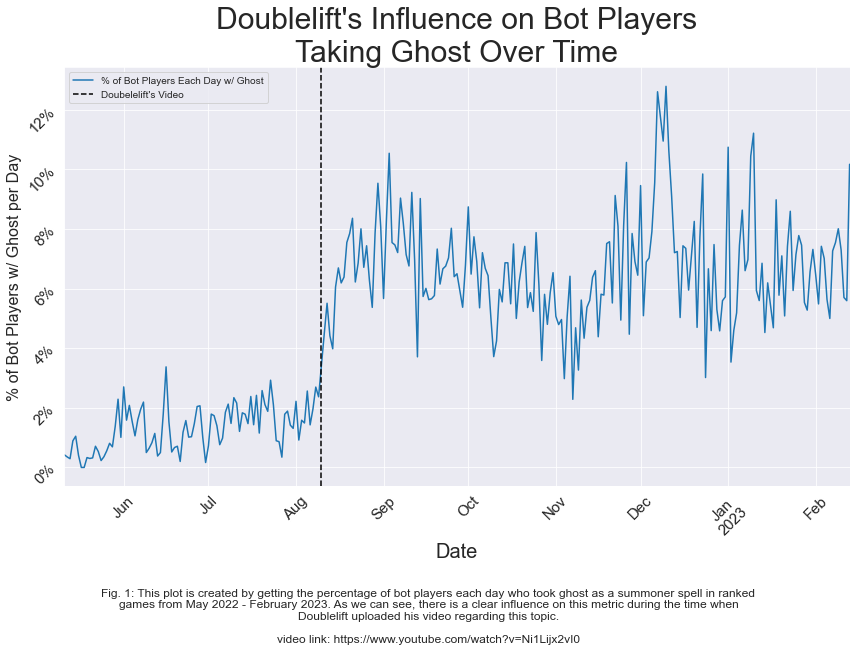 Doublelift's Influence on Bot Players
Taking Ghost Over Time
% of Bot Players Each Day w/ Ghost
Doubelelift's Video
% of Bot Players w/ Ghost per Day
12%
10%
8%
6%
4%
2%
0%
Jun
Jul
Aug
Sep
Oct
Nov
Dec
Jan
2023
Feb
Date
Fig. 1: This plot is created by getting the percentage of bot players each day who took ghost as a summoner spell in ranked
games from May 2022 - February 2023. As we can see, there is a clear influence on this metric during the time when
Doublelift uploaded his video regarding this topic.
video link: https://www.youtube.com/watch?v=Ni1Lijx2vI0